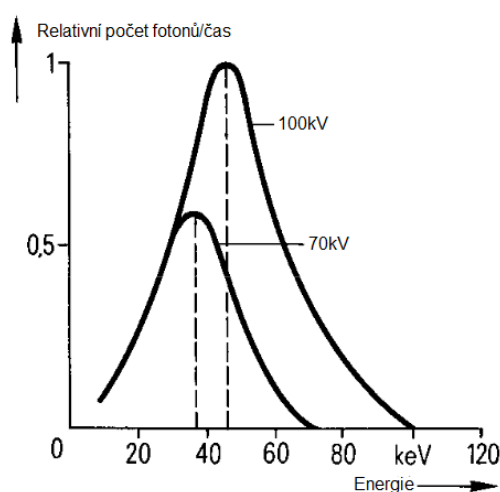 Relativní počet fotonů/čas
1
100kV
0,5
70kV
0 20 40 60 80 keV 120
Energie